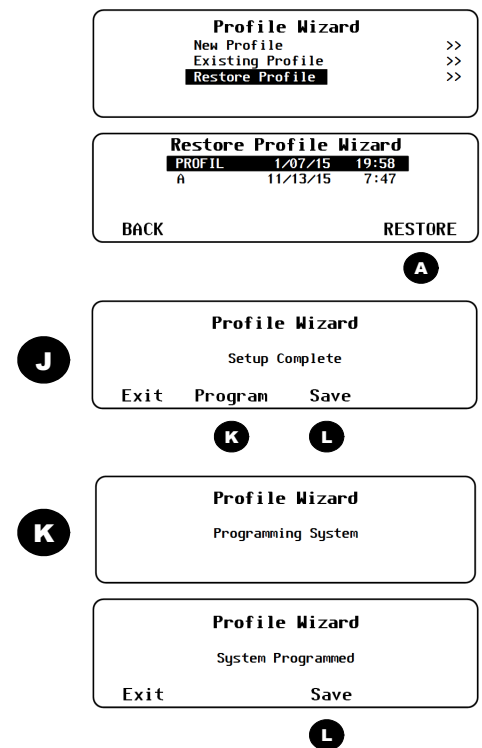 Profile Wizard
New Profile >>
Existing Profile >>
Restore Profile >>
Restore Profile Wizard
PROFIL 1/07/15 19:58
A 11/13/15 7:47
BACK RESTORE
A
Profile Wizard
J
Setup Complete
Exit Program Save
K L
Profile Wizard
K
Programming System
Profile Wizard
System Programmed
Exit Save
L